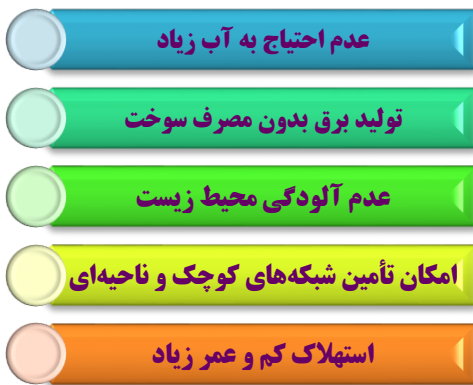 عدم احتیاج به آب زیاد
تولید برق بدون مصرف سوخت
عدم آلودگی محیط زیست
امکان تأمین شبکه‌های کوچک و ناحیه‌ای
استهلاک کم و عمر زیاد